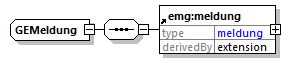 GEMeldung
emg:meldung
type meldung
derivedBy extension